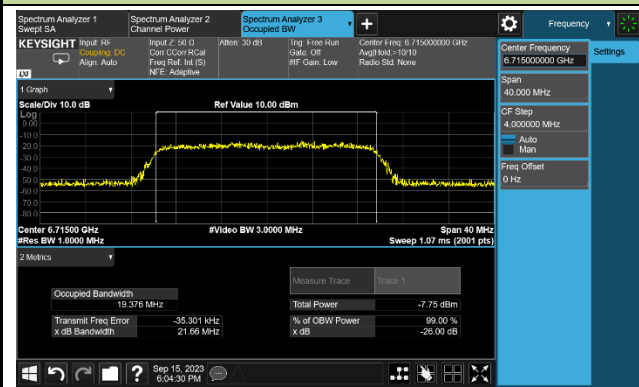 Spectrum Analyzer 1
Swept SA
Spectrum Analyzer 2
Channel Power
Spectrum Analyzer 3
Occupied BW
Frequency
KEYSIGHT
Input: RF
Coupling: DC
Align: Auto
Input Z: 50 Ω
Corr CCorr RCal
Freq Ref: Int (S)
NFE: Adaptive
Atten: 30 dB
Trig: Free Run
Gate: Off
#IF Gain: Low
Center Freq: 6.715000000 GHz
Avg|Hold:>10/10
Radio Std: None
Center Frequency
6.715000000 GHz
Settings
Span
40.000 MHz
CF Step
4.000000 MHz
Auto
Man
Freq Offset
0 Hz
1 Graph
Scale/Div 10.0 dB
Ref Value 10.00 dBm
Log
0.00
-10.0
-20.0
-30.0
-40.0
-50.0
-60.0
-70.0
-80.0
Center 6.71500 GHz
#Video BW 3.0000 MHz
Span 40 MHz
#Res BW 1.0000 MHz
Sweep 1.07 ms (2001 pts)
2 Metrics
Measure Trace
Trace 1
Occupied Bandwidth
19.376 MHz
Total Power
-7.75 dBm
Transmit Freq Error
-35.301 kHz
% of OBW Power
99.00 %
x dB Bandwidth
21.66 MHz
x dB
-26.00 dB
Sep 15, 2023
6:04:30 PM